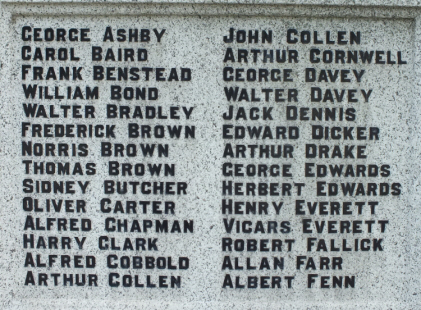 GEORGE ASHBY
CAROL BAIRD
FRANK BENSTEAD
WILLIAM BOND
WALTER BRADLEY
FREDERICK BROWN
NORRIS BROWN
THOMAS BROWN
SIDNEY BUTCHER
OLIVER CARTER
ALFRED CHAPMAN
HARRY CLARK
ALFRED COBBOLD
ARTHUR COLLEN
JOHN COLLEN
ARTHUR CORNWELL
GEORGE DAVEY
WALTER DAVEY
JACK DENNIS
EDWARD DICKER
ARTHUR DRAKE
GEORGE EDWARDS
HERBERT EDWARDS
HENRY EVERETT
VICARS EVERETT
ROBERT FALLICK
ALLAN FARR
ALBERT FENN